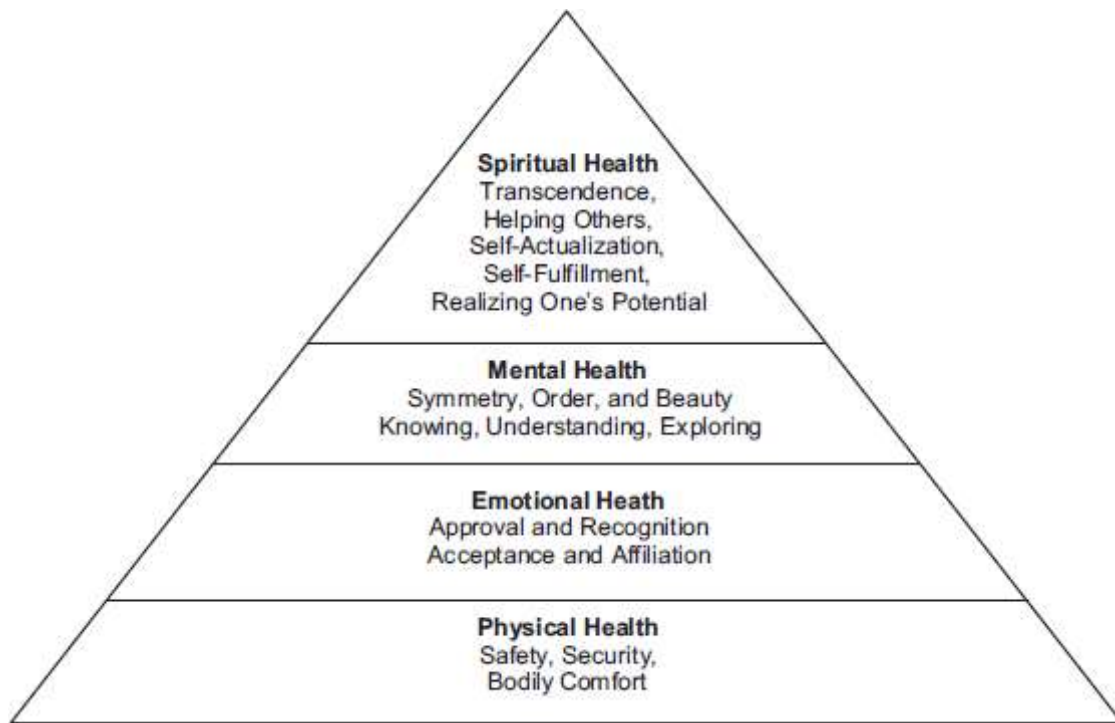 Spiritual Health
Transcendence,
Helping Others,
Self-Actualization,
Self-Fulfillment,
Realizing One's Potential
Mental Health
Symmetry, Order, and Beauty
Knowing, Understanding, Exploring
Emotional Heath
Approval and Recognition
Acceptance and Affiliation
Physical Health
Safety, Security,
Bodily Comfort